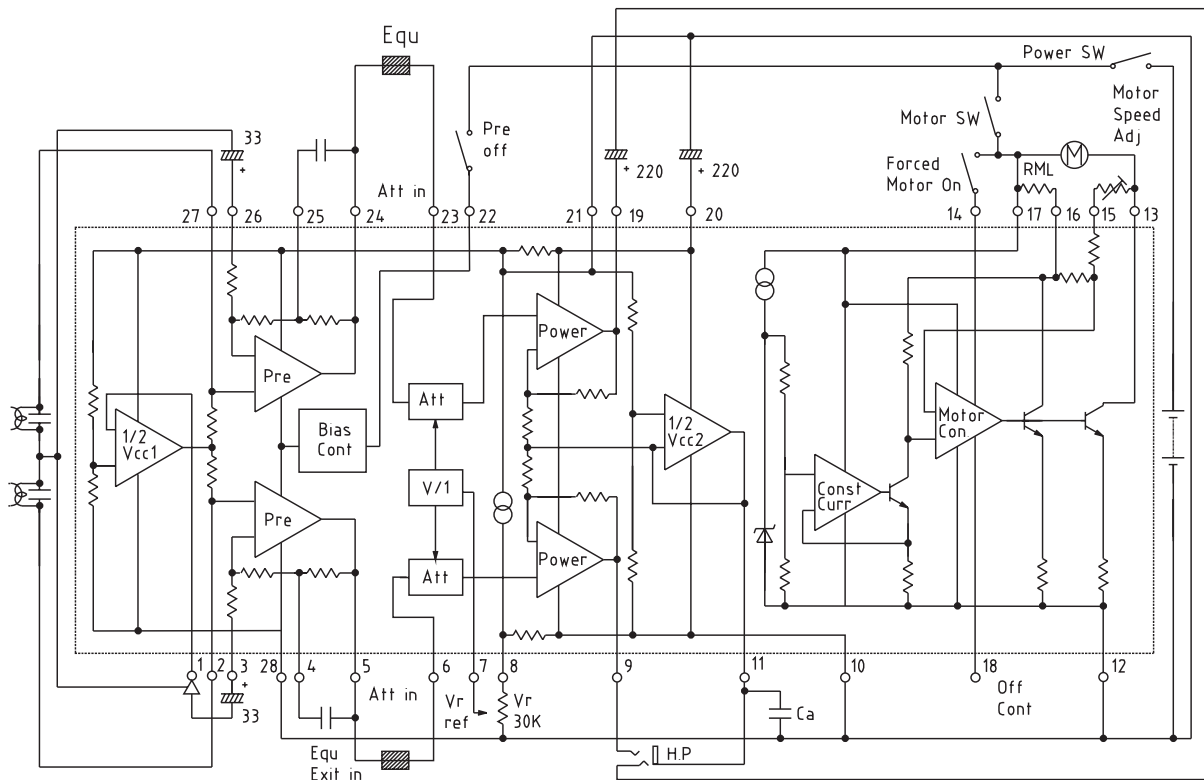 Equ
Power SW
Motor
Speed
Adj
Motor SW
33
+
Pre
off
+ 220
+ 220
Forced
Motor On
RML
M
Att in
27
26
25
24
23
22
21
19
20
14
17
16
15
13
Power
Pre
Att
1/2
Vcc1
Bias
Cont
1/2
Vcc2
Motor
Con
V/1
Const
Curr
Pre
Power
Att
1
2
3
28
4
5
6
7
8
9
11
10
18
12
+
33
Att in
Vr
ref
Vr
30K
Ca
Off
Cont
Equ
Exit in
H.P